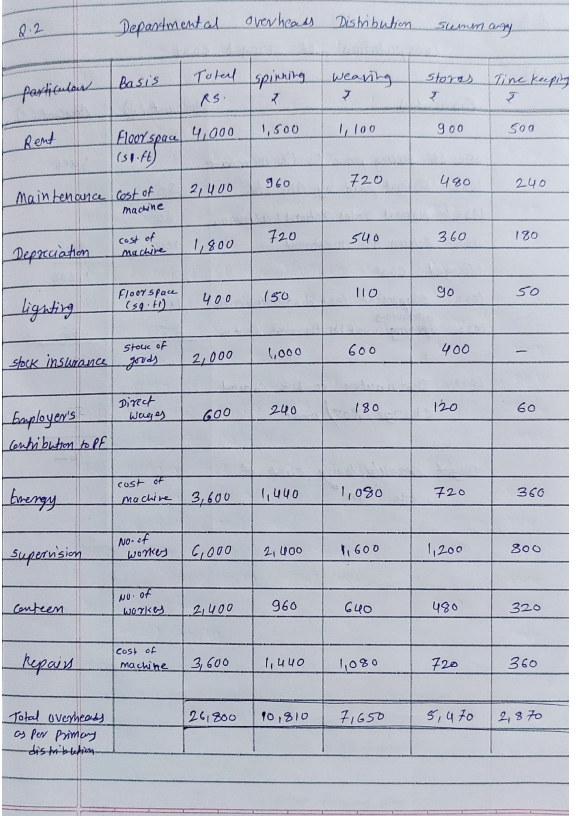 Q.2 Departmental overheads Distribution summary
Particulars Basis Total Spinning weaving stores Time keeping
RS. ₹ ₹ ₹ ₹
Rent Floor space 4,000 1,500 1,100 900 500
(sq.ft)
Maintenance Cost of 2,400 960 720 480 240
machine
Depreciation cost of 1,800 720 540 360 180
machine
Lighting Floor space 400 150 110 90 50
(sq.ft)
Stock insurance Stock of 2,000 1,000 600 400 —
goods
Employer's Direct 600 240 180 120 60
Wages
Contribution to PF
Energy cost of 3,600 1,440 1,080 720 360
machine
Supervision No. of 6,000 2,400 1,600 1,200 800
workers
Canteen No. of 2,400 960 640 480 320
workers
Repairs cost of 3,600 1,440 1,080 720 360
machine
Total overheads 26,800 10,810 7,650 5,470 2,870
as per primary
distribution